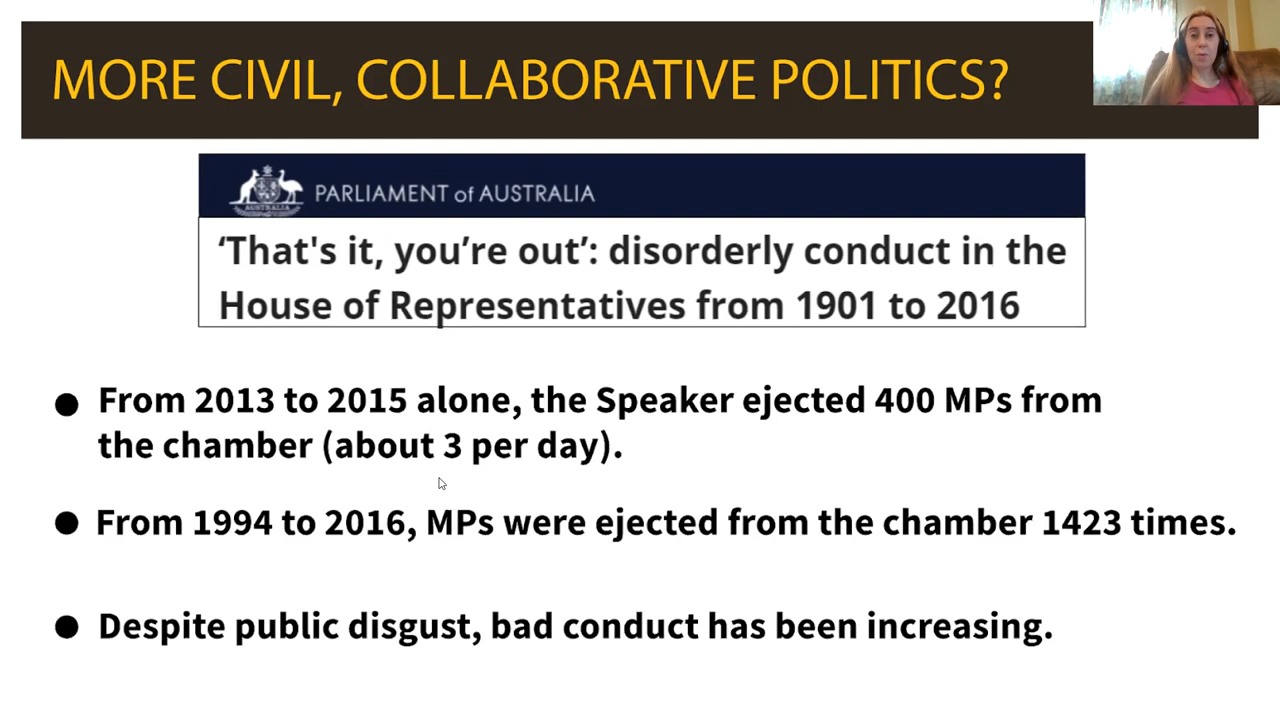 MORE CIVIL, COLLABORATIVE POLITICS?
AUSTRALIA
PARLIAMENT of AUSTRALIA
‘That's it, you’re out’: disorderly conduct in the
House of Representatives from 1901 to 2016
● From 2013 to 2015 alone, the Speaker ejected 400 MPs from
the chamber (about 3 per day).
● From 1994 to 2016, MPs were ejected from the chamber 1423 times.
● Despite public disgust, bad conduct has been increasing.